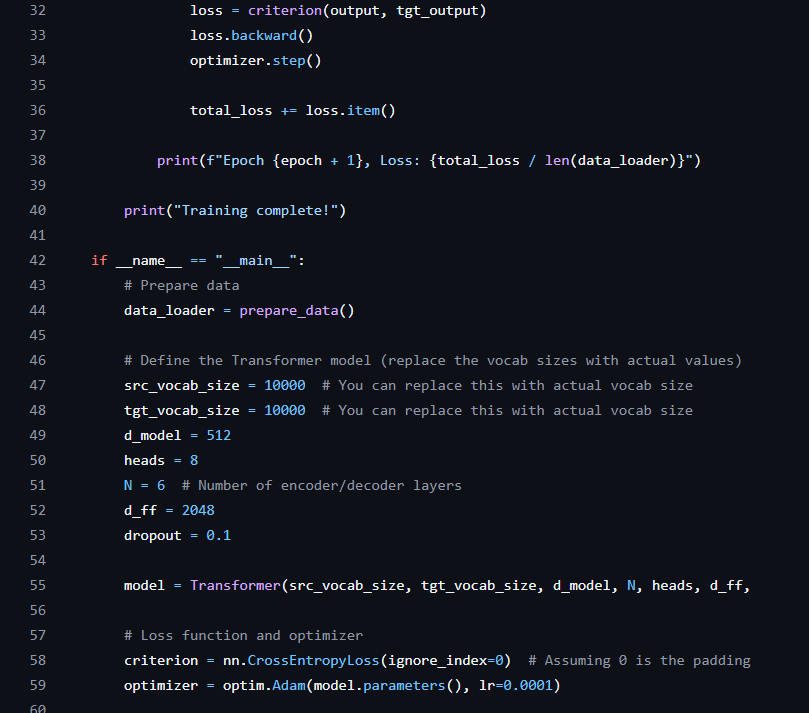 32 loss = criterion(output, tgt_output)
33 loss.backward()
34 optimizer.step()
35
36 total_loss += loss.item()
37
38 print(f"Epoch {epoch + 1}, Loss: {total_loss / len(data_loader)}")
39
40 print("Training complete!")
41
42 if __name__ == "__main__":
43 # Prepare data
44 data_loader = prepare_data()
45
46 # Define the Transformer model (replace the vocab sizes with actual values)
47 src_vocab_size = 10000 # You can replace this with actual vocab size
48 tgt_vocab_size = 10000 # You can replace this with actual vocab size
49 d_model = 512
50 heads = 8
51 N = 6 # Number of encoder/decoder layers
52 d_ff = 2048
53 dropout = 0.1
54
55 model = Transformer(src_vocab_size, tgt_vocab_size, d_model, N, heads, d_ff,
56
57 # Loss function and optimizer
58 criterion = nn.CrossEntropyLoss(ignore_index=0) # Assuming 0 is the padding
59 optimizer = optim.Adam(model.parameters(), lr=0.0001)
60